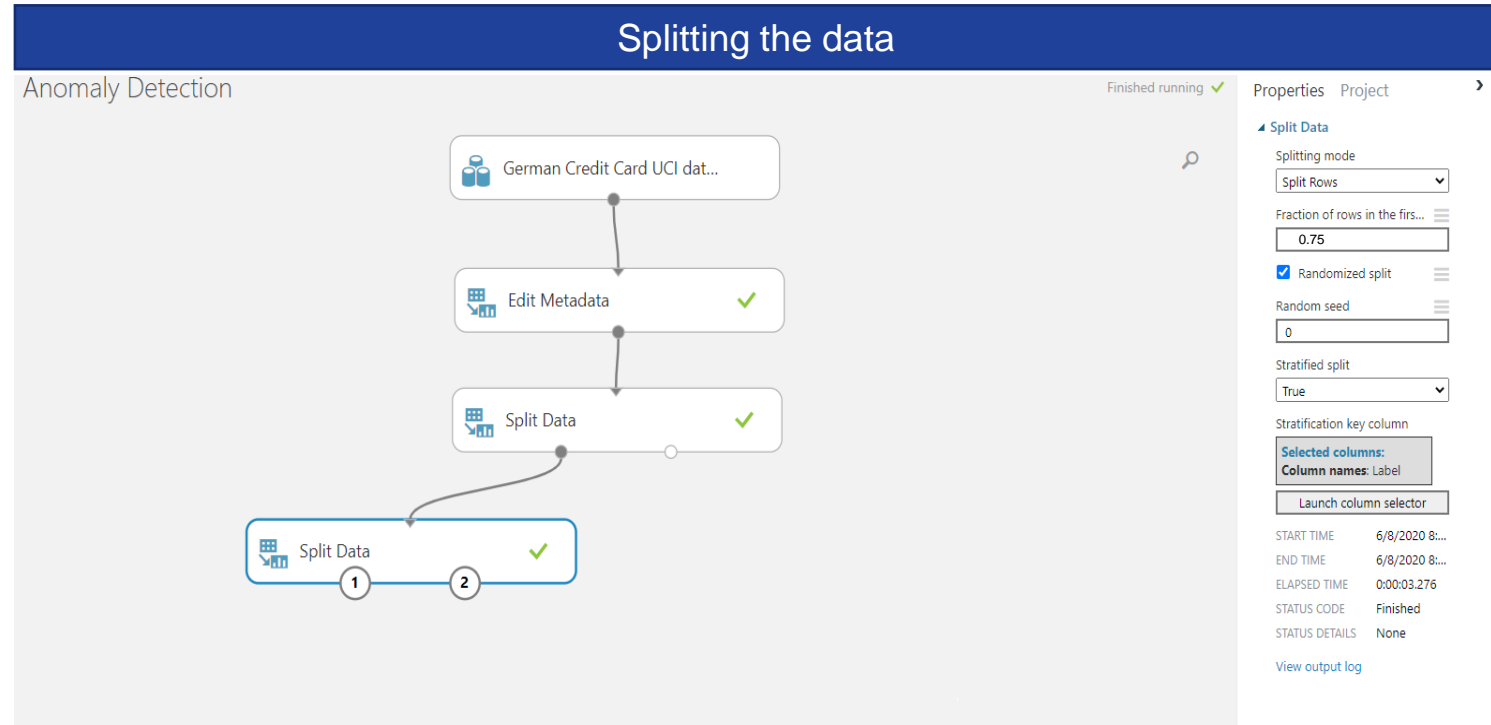 Splitting the data
Anomaly Detection
Finished running
German Credit Card UCI dat...
Edit Metadata
Split Data
Split Data
1
2
Properties Project
Split Data
Splitting mode
Split Rows
Fraction of rows in the firs...
0.75
Randomized split
Random seed
0
Stratified split
True
Stratification key column
Selected columns:
Column names: Label
Launch column selector
START TIME 6/8/2020 8:...
END TIME 6/8/2020 8:...
ELAPSED TIME 0:00:03.276
STATUS CODE Finished
STATUS DETAILS None
View output log